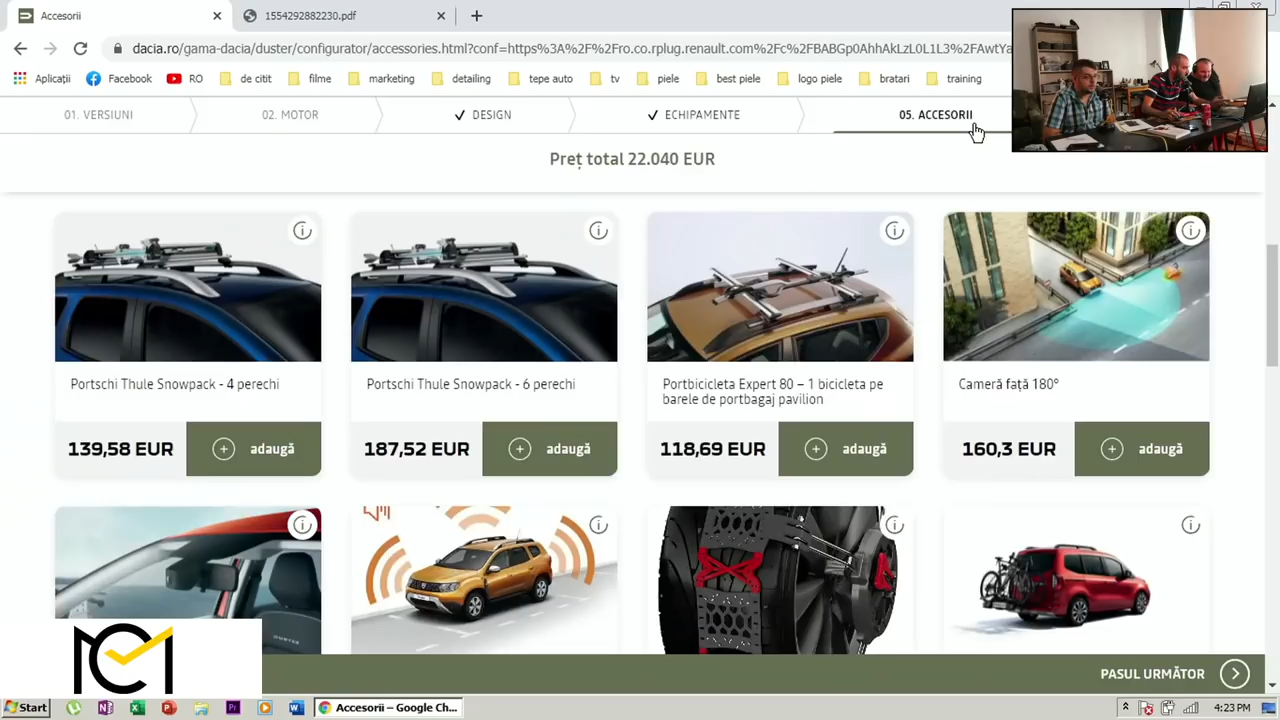 Accesorii
1554292882230.pdf
dacia.ro/gama-dacia/duster/configurator/accessories.html?conf=https%3A%2F%2Fro.co.rplug.renault.com%2Fc%2FBABGp0AhhAkLzL0L1L3%2FAwtYa
Aplicații Facebook RO de citit filme marketing detailing tepe auto tv piele best piele logo piele bratari training
01. VERSIUNI 02. MOTOR DESIGN ECHIPAMENTE 05. ACCESORII
Preț total 22.040 EUR
Portschi Thule Snowpack - 4 perechi
139,58 EUR
adaugă
Portschi Thule Snowpack - 6 perechi
187,52 EUR
adaugă
Portbicicleta Expert 80 – 1 bicicleta pe
barele de portbagaj pavilion
118,69 EUR
adaugă
Cameră față 180°
160,3 EUR
adaugă
PASUL URMĂTOR
Start
Accesorii – Google Ch...
4:23 PM